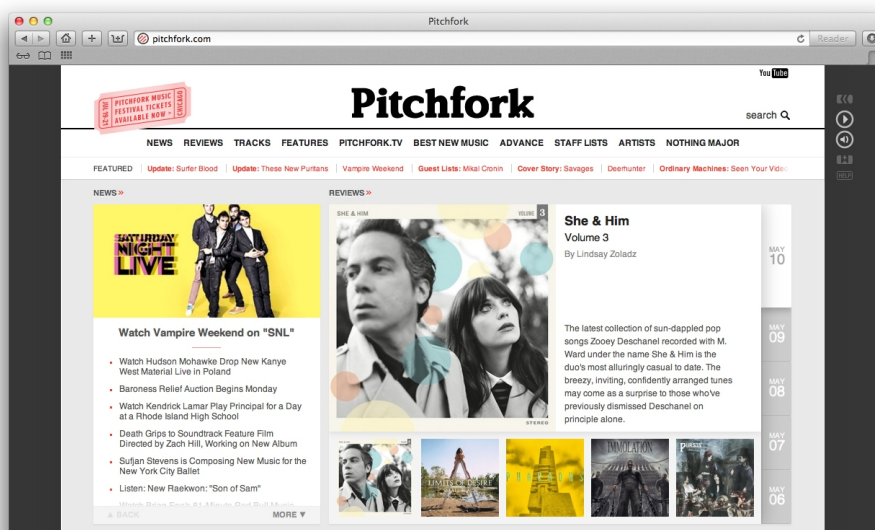 Pitchfork
pitchfork.com
Reader
You Tube
JUL 19-21
PITCHFORK MUSIC
FESTIVAL TICKETS
AVAILABLE NOW -
CHICAGO
Pitchfork
search
NEWS REVIEWS TRACKS FEATURES PITCHFORK.TV BEST NEW MUSIC ADVANCE STAFF LISTS ARTISTS NOTHING MAJOR
HELP
FEATURED Update: Surfer Blood Update: These New Puritans Vampire Weekend Guest Lists: Mikal Cronin Cover Story: Savages Deerhunter Ordinary Machines: Seen Your Video
NEWS »
SATURDAY
NIGHT
LIVE
Watch Vampire Weekend on "SNL"
• Watch Hudson Mohawke Drop New Kanye
West Material Live in Poland
• Baroness Relief Auction Begins Monday
• Watch Kendrick Lamar Play Principal for a Day
at a Rhode Island High School
• Death Grips to Soundtrack Feature Film
Directed by Zach Hill, Working on New Album
• Sufjan Stevens is Composing New Music for the
New York City Ballet
• Listen: New Raekwon: "Son of Sam"
▲ BACK MORE ▼
REVIEWS »
SHE & HIM VOLUME 3
STEREO
She & Him
Volume 3
By Lindsay Zoladz
The latest collection of sun-dappled pop
songs Zooey Deschanel recorded with M.
Ward under the name She & Him is the
duo's most alluringly casual to date. The
breezy, inviting, confidently arranged tunes
may come as a surprise to those who've
previously dismissed Deschanel on
principle alone.
MAY
10
MAY
09
MAY
08
MAY
07
MAY
06
LIMITS OF DESIRE
IMMOLATION